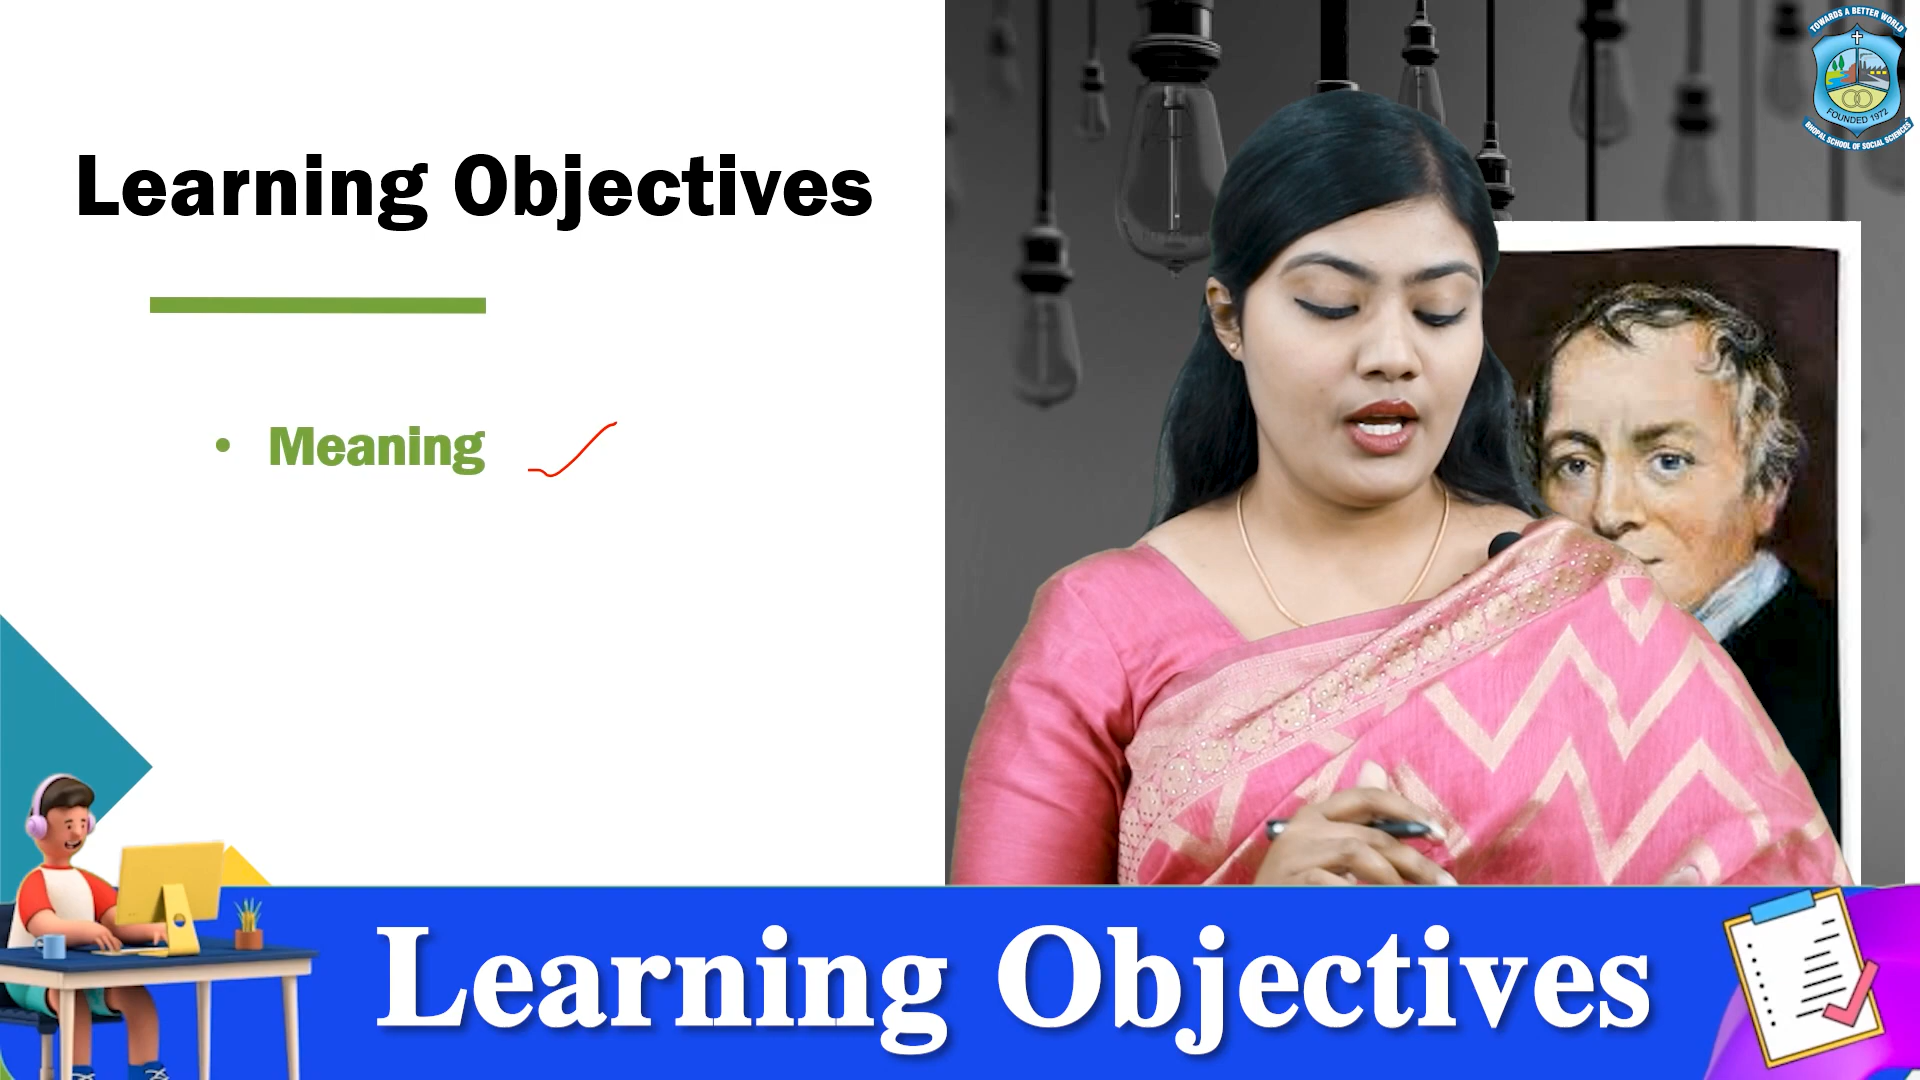 Learning Objectives
• Meaning
TOWARDS A BETTER WORLD
FOUNDED 1972
BHOPAL SCHOOL OF SOCIAL SCIENCES
Learning Objectives